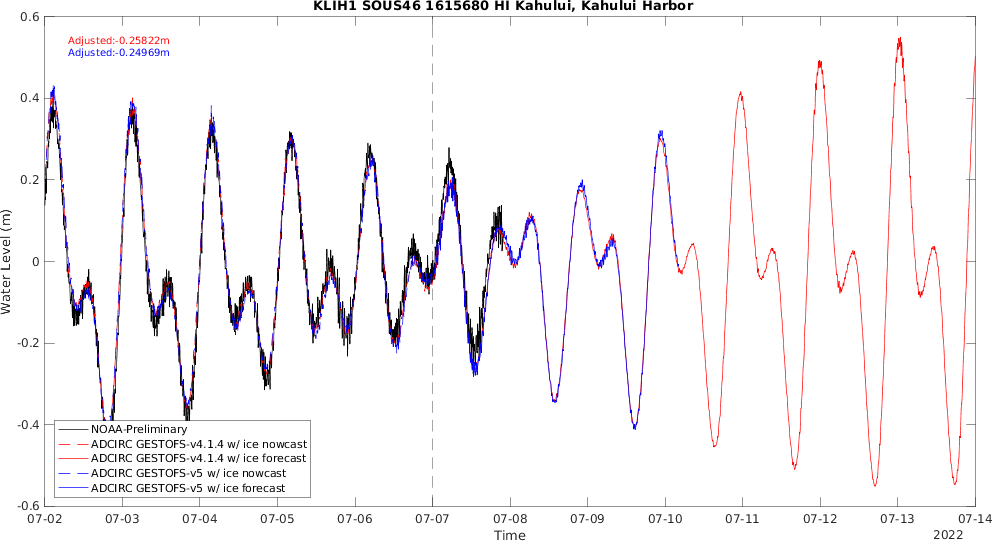 KLIH1 SOUS46 1615680 HI Kahului, Kahului Harbor
Adjusted:-0.25822m
Adjusted:-0.24969m
0.6
0.4
0.2
0
-0.2
-0.4
-0.6
Water Level (m)
NOAA-Preliminary
ADCIRC GESTOFS-v4.1.4 w/ ice nowcast
ADCIRC GESTOFS-v4.1.4 w/ ice forecast
ADCIRC GESTOFS-v5 w/ ice nowcast
ADCIRC GESTOFS-v5 w/ ice forecast
07-02 07-03 07-04 07-05 07-06 07-07 07-08 07-09 07-10 07-11 07-12 07-13 07-14
Time
2022